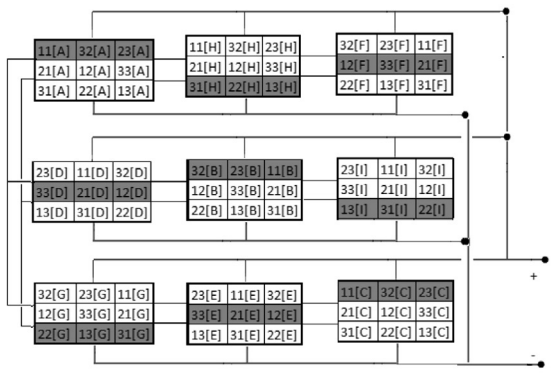 11[A] 32[A] 23[A] 11[H] 32[H] 23[H] 32[F] 23[F] 11[F]
21[A] 12[A] 33[A] 21[H] 12[H] 33[H] 12[F] 33[F] 21[F]
31[A] 22[A] 13[A] 31[H] 22[H] 13[H] 22[F] 13[F] 31[F]
23[D] 11[D] 32[D] 32[B] 23[B] 11[B] 23[I] 11[I] 32[I]
33[D] 21[D] 12[D] 12[B] 33[B] 21[B] 33[I] 21[I] 12[I]
13[D] 31[D] 22[D] 22[B] 13[B] 31[B] 13[I] 31[I] 22[I]
+
32[G] 23[G] 11[G] 23[E] 11[E] 32[E] 11[C] 32[C] 23[C]
12[G] 33[G] 21[G] 33[E] 21[E] 12[E] 21[C] 12[C] 33[C]
22[G] 13[G] 31[G] 13[E] 31[E] 22[E] 31[C] 22[C] 13[C]
-